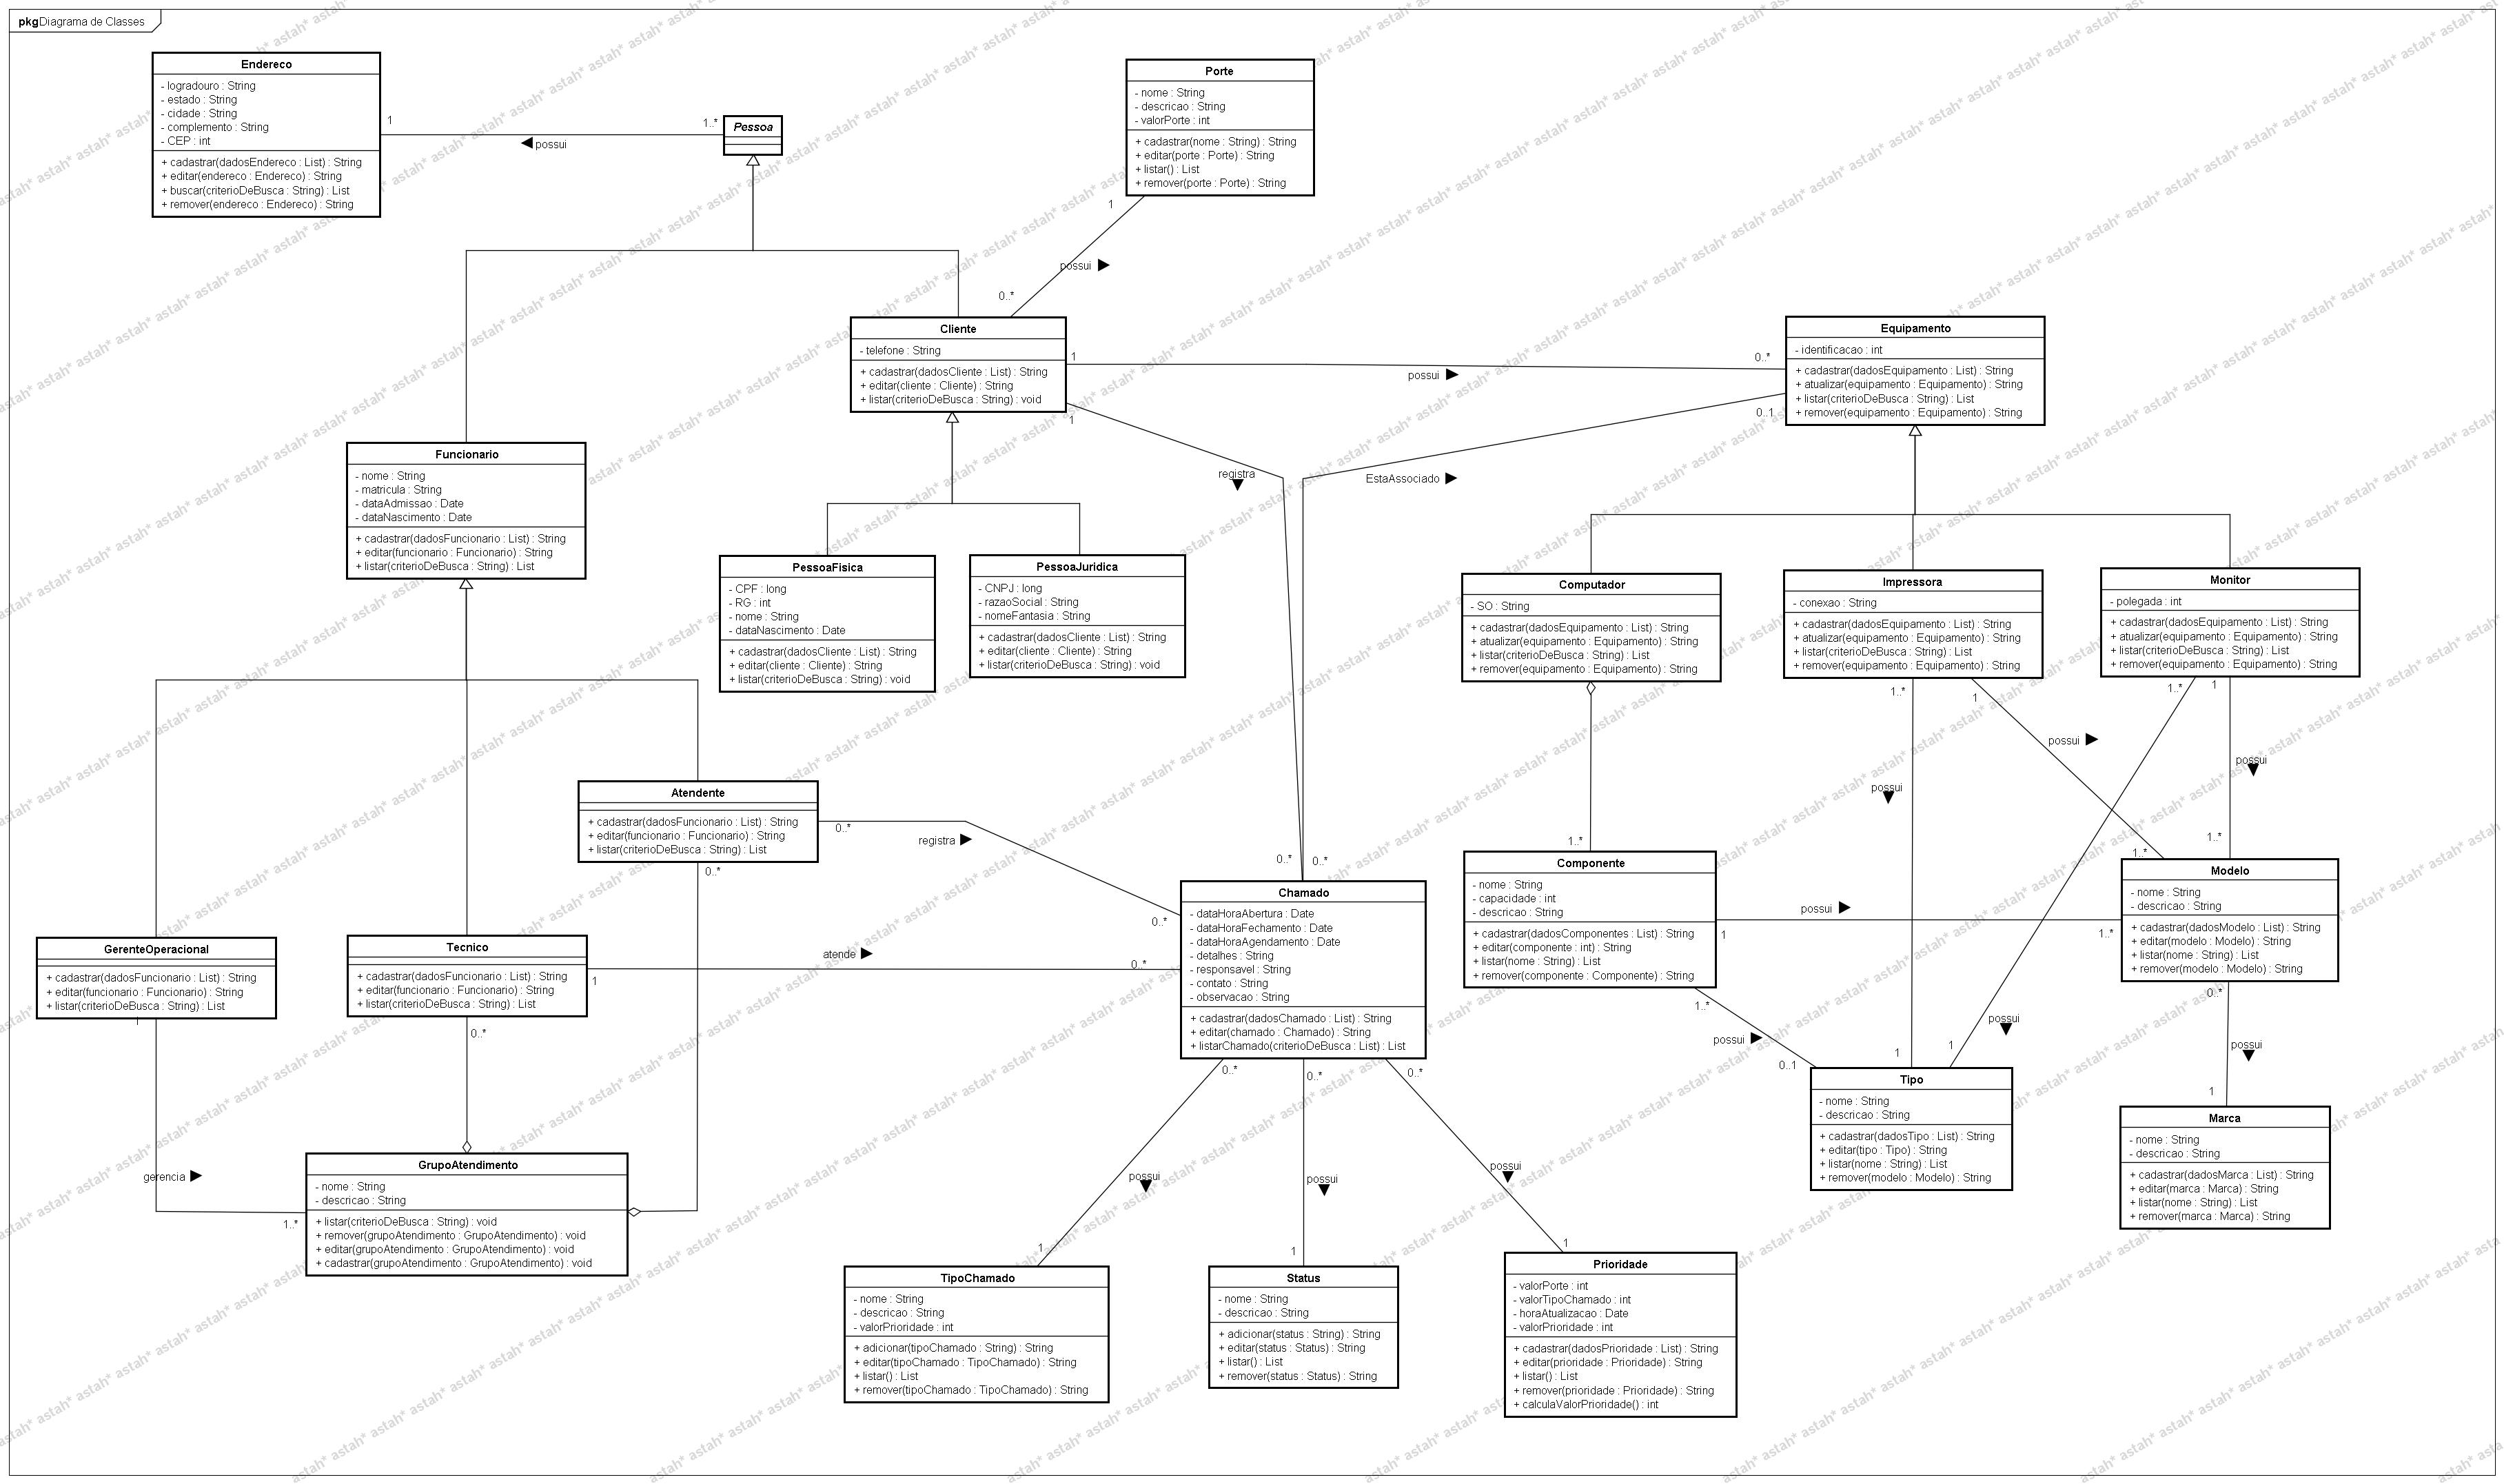 pkg Diagrama de Classes
Endereco
- logradouro : String
- estado : String
- cidade : String
- complemento : String
- CEP : int
+ cadastrar(dadosEndereco : List) : String
+ editar(endereco : Endereco) : String
+ buscar(criterioDeBusca : String) : List
+ remover(endereco : Endereco) : String
1
possui
1..*
Pessoa
Porte
- nome : String
- descricao : String
- valorPorte : int
+ cadastrar(nome : String) : String
+ editar(porte : Porte) : String
+ listar() : List
+ remover(porte : Porte) : String
1
possui
0..*
Cliente
- telefone : String
+ cadastrar(dadosCliente : List) : String
+ editar(cliente : Cliente) : String
+ listar(criterioDeBusca : String) : void
1
possui
0..*
1
registra
0..1
EstaAssociado
Equipamento
- identificacao : int
+ cadastrar(dadosEquipamento : List) : String
+ atualizar(equipamento : Equipamento) : String
+ listar(criterioDeBusca : String) : List
+ remover(equipamento : Equipamento) : String
Funcionario
- nome : String
- matricula : String
- dataAdmissao : Date
- dataNascimento : Date
+ cadastrar(dadosFuncionario : List) : String
+ editar(funcionario : Funcionario) : String
+ listar(criterioDeBusca : String) : List
PessoaFisica
- CPF : long
- RG : int
- nome : String
- dataNascimento : Date
+ cadastrar(dadosCliente : List) : String
+ editar(cliente : Cliente) : String
+ listar(criterioDeBusca : String) : void
PessoaJuridica
- CNPJ : long
- razaoSocial : String
- nomeFantasia : String
+ cadastrar(dadosCliente : List) : String
+ editar(cliente : Cliente) : String
+ listar(criterioDeBusca : String) : void
Computador
- SO : String
+ cadastrar(dadosEquipamento : List) : String
+ atualizar(equipamento : Equipamento) : String
+ listar(criterioDeBusca : String) : List
+ remover(equipamento : Equipamento) : String
Impressora
- conexao : String
+ cadastrar(dadosEquipamento : List) : String
+ atualizar(equipamento : Equipamento) : String
+ listar(criterioDeBusca : String) : List
+ remover(equipamento : Equipamento) : String
Monitor
- polegada : int
+ cadastrar(dadosEquipamento : List) : String
+ atualizar(equipamento : Equipamento) : String
+ listar(criterioDeBusca : String) : List
+ remover(equipamento : Equipamento) : String
1..*
1
1..*
1
possui
possui
possui
1..*
1..*
1..*
Atendente
+ cadastrar(dadosFuncionario : List) : String
+ editar(funcionario : Funcionario) : String
+ listar(criterioDeBusca : String) : List
0..*
registra
0..*
0..*
0..*
0..*
Chamado
- dataHoraAbertura : Date
- dataHoraFechamento : Date
- dataHoraAgendamento : Date
- detalhes : String
- responsavel : String
- contato : String
- observacao : String
+ cadastrar(dadosChamado : List) : String
+ editar(chamado : Chamado) : String
+ listarChamado(criterioDeBusca : List) : List
Componente
- nome : String
- capacidade : int
- descricao : String
+ cadastrar(dadosComponentes : List) : String
+ editar(componente : int) : String
+ listar(nome : String) : List
+ remover(componente : Componente) : String
possui
1
1..*
Modelo
- nome : String
- descricao : String
+ cadastrar(dadosModelo : List) : String
+ editar(modelo : Modelo) : String
+ listar(nome : String) : List
+ remover(modelo : Modelo) : String
GerenteOperacional
+ cadastrar(dadosFuncionario : List) : String
+ editar(funcionario : Funcionario) : String
+ listar(criterioDeBusca : String) : List
1
Tecnico
+ cadastrar(dadosFuncionario : List) : String
+ editar(funcionario : Funcionario) : String
+ listar(criterioDeBusca : String) : List
atende
1
0..*
0..*
1..*
possui
0..1
1
1
possui
0..*
possui
1
Tipo
- nome : String
- descricao : String
+ cadastrar(dadosTipo : List) : String
+ editar(tipo : Tipo) : String
+ listar(nome : String) : List
+ remover(modelo : Modelo) : String
Marca
- nome : String
- descricao : String
+ cadastrar(dadosMarca : List) : String
+ editar(marca : Marca) : String
+ listar(nome : String) : List
+ remover(marca : Marca) : String
gerencia
1..*
GrupoAtendimento
- nome : String
- descricao : String
+ listar(criterioDeBusca : String) : void
+ remover(grupoAtendimento : GrupoAtendimento) : void
+ editar(grupoAtendimento : GrupoAtendimento) : void
+ cadastrar(grupoAtendimento : GrupoAtendimento) : void
0..*
0..*
0..*
possui
possui
possui
1
1
1
TipoChamado
- nome : String
- descricao : String
- valorPrioridade : int
+ adicionar(tipoChamado : String) : String
+ editar(tipoChamado : TipoChamado) : String
+ listar() : List
+ remover(tipoChamado : TipoChamado) : String
Status
- nome : String
- descricao : String
+ adicionar(status : String) : String
+ editar(status : Status) : String
+ listar() : List
+ remover(status : Status) : String
Prioridade
- valorPorte : int
- valorTipoChamado : int
- horaAtualizacao : Date
- valorPrioridade : int
+ cadastrar(dadosPrioridade : List) : String
+ editar(prioridade : Prioridade) : String
+ listar() : List
+ remover(prioridade : Prioridade) : String
+ calculaValorPrioridade() : int